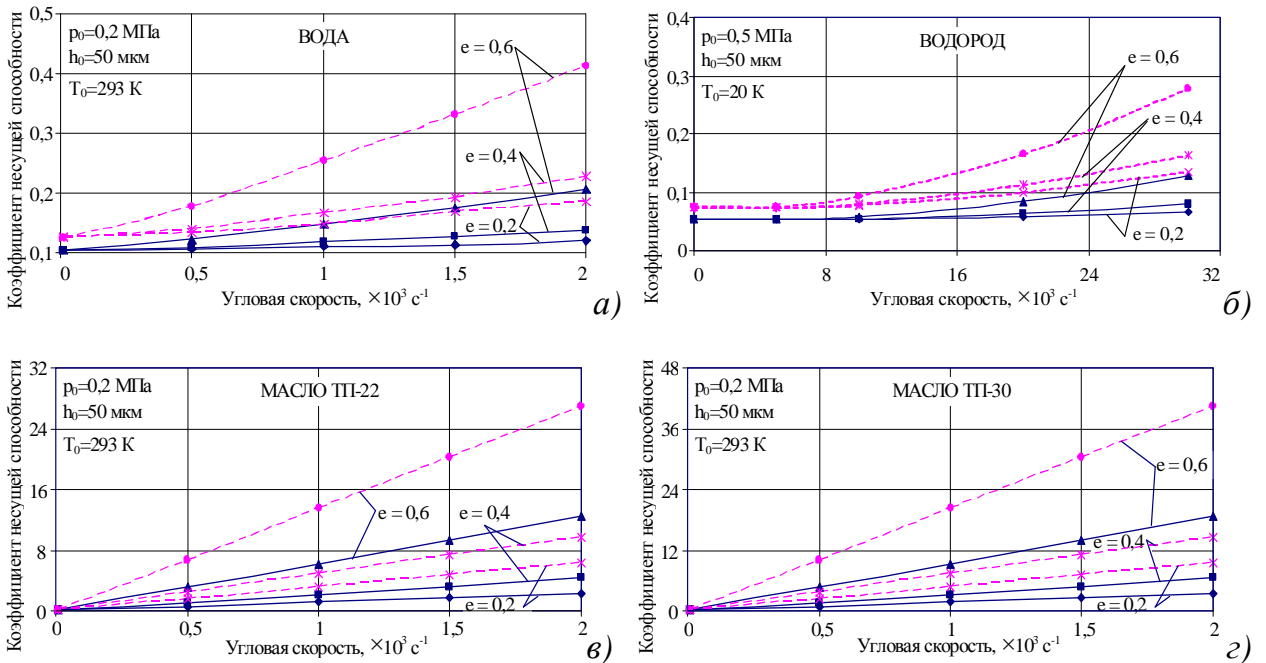 Коэффициент несущей способности
0,5
0,4
0,3
0,2
0,1
p₀=0,2 МПа
h₀=50 мкм
T₀=293 К
ВОДА
e = 0,6
e = 0,4
e = 0,2
0
0,5
1
1,5
2
Угловая скорость, ×10³ с⁻¹
а)
Коэффициент несущей способности
0,4
0,3
0,2
0,1
0
p₀=0,5 МПа
h₀=50 мкм
T₀=20 К
ВОДОРОД
e = 0,6
e = 0,4
e = 0,2
0
8
16
24
32
Угловая скорость, ×10³ с⁻¹
б)
Коэффициент несущей способности
32
24
16
8
0
p₀=0,2 МПа
h₀=50 мкм
T₀=293 К
МАСЛО ТП-22
e = 0,6
e = 0,4
e = 0,2
0
0,5
1
1,5
2
Угловая скорость, ×10³ с⁻¹
в)
Коэффициент несущей способности
48
36
24
12
0
p₀=0,2 МПа
h₀=50 мкм
T₀=293 К
МАСЛО ТП-30
e = 0,6
e = 0,4
e = 0,2
0
0,5
1
1,5
2
Угловая скорость, ×10³ с⁻¹
г)